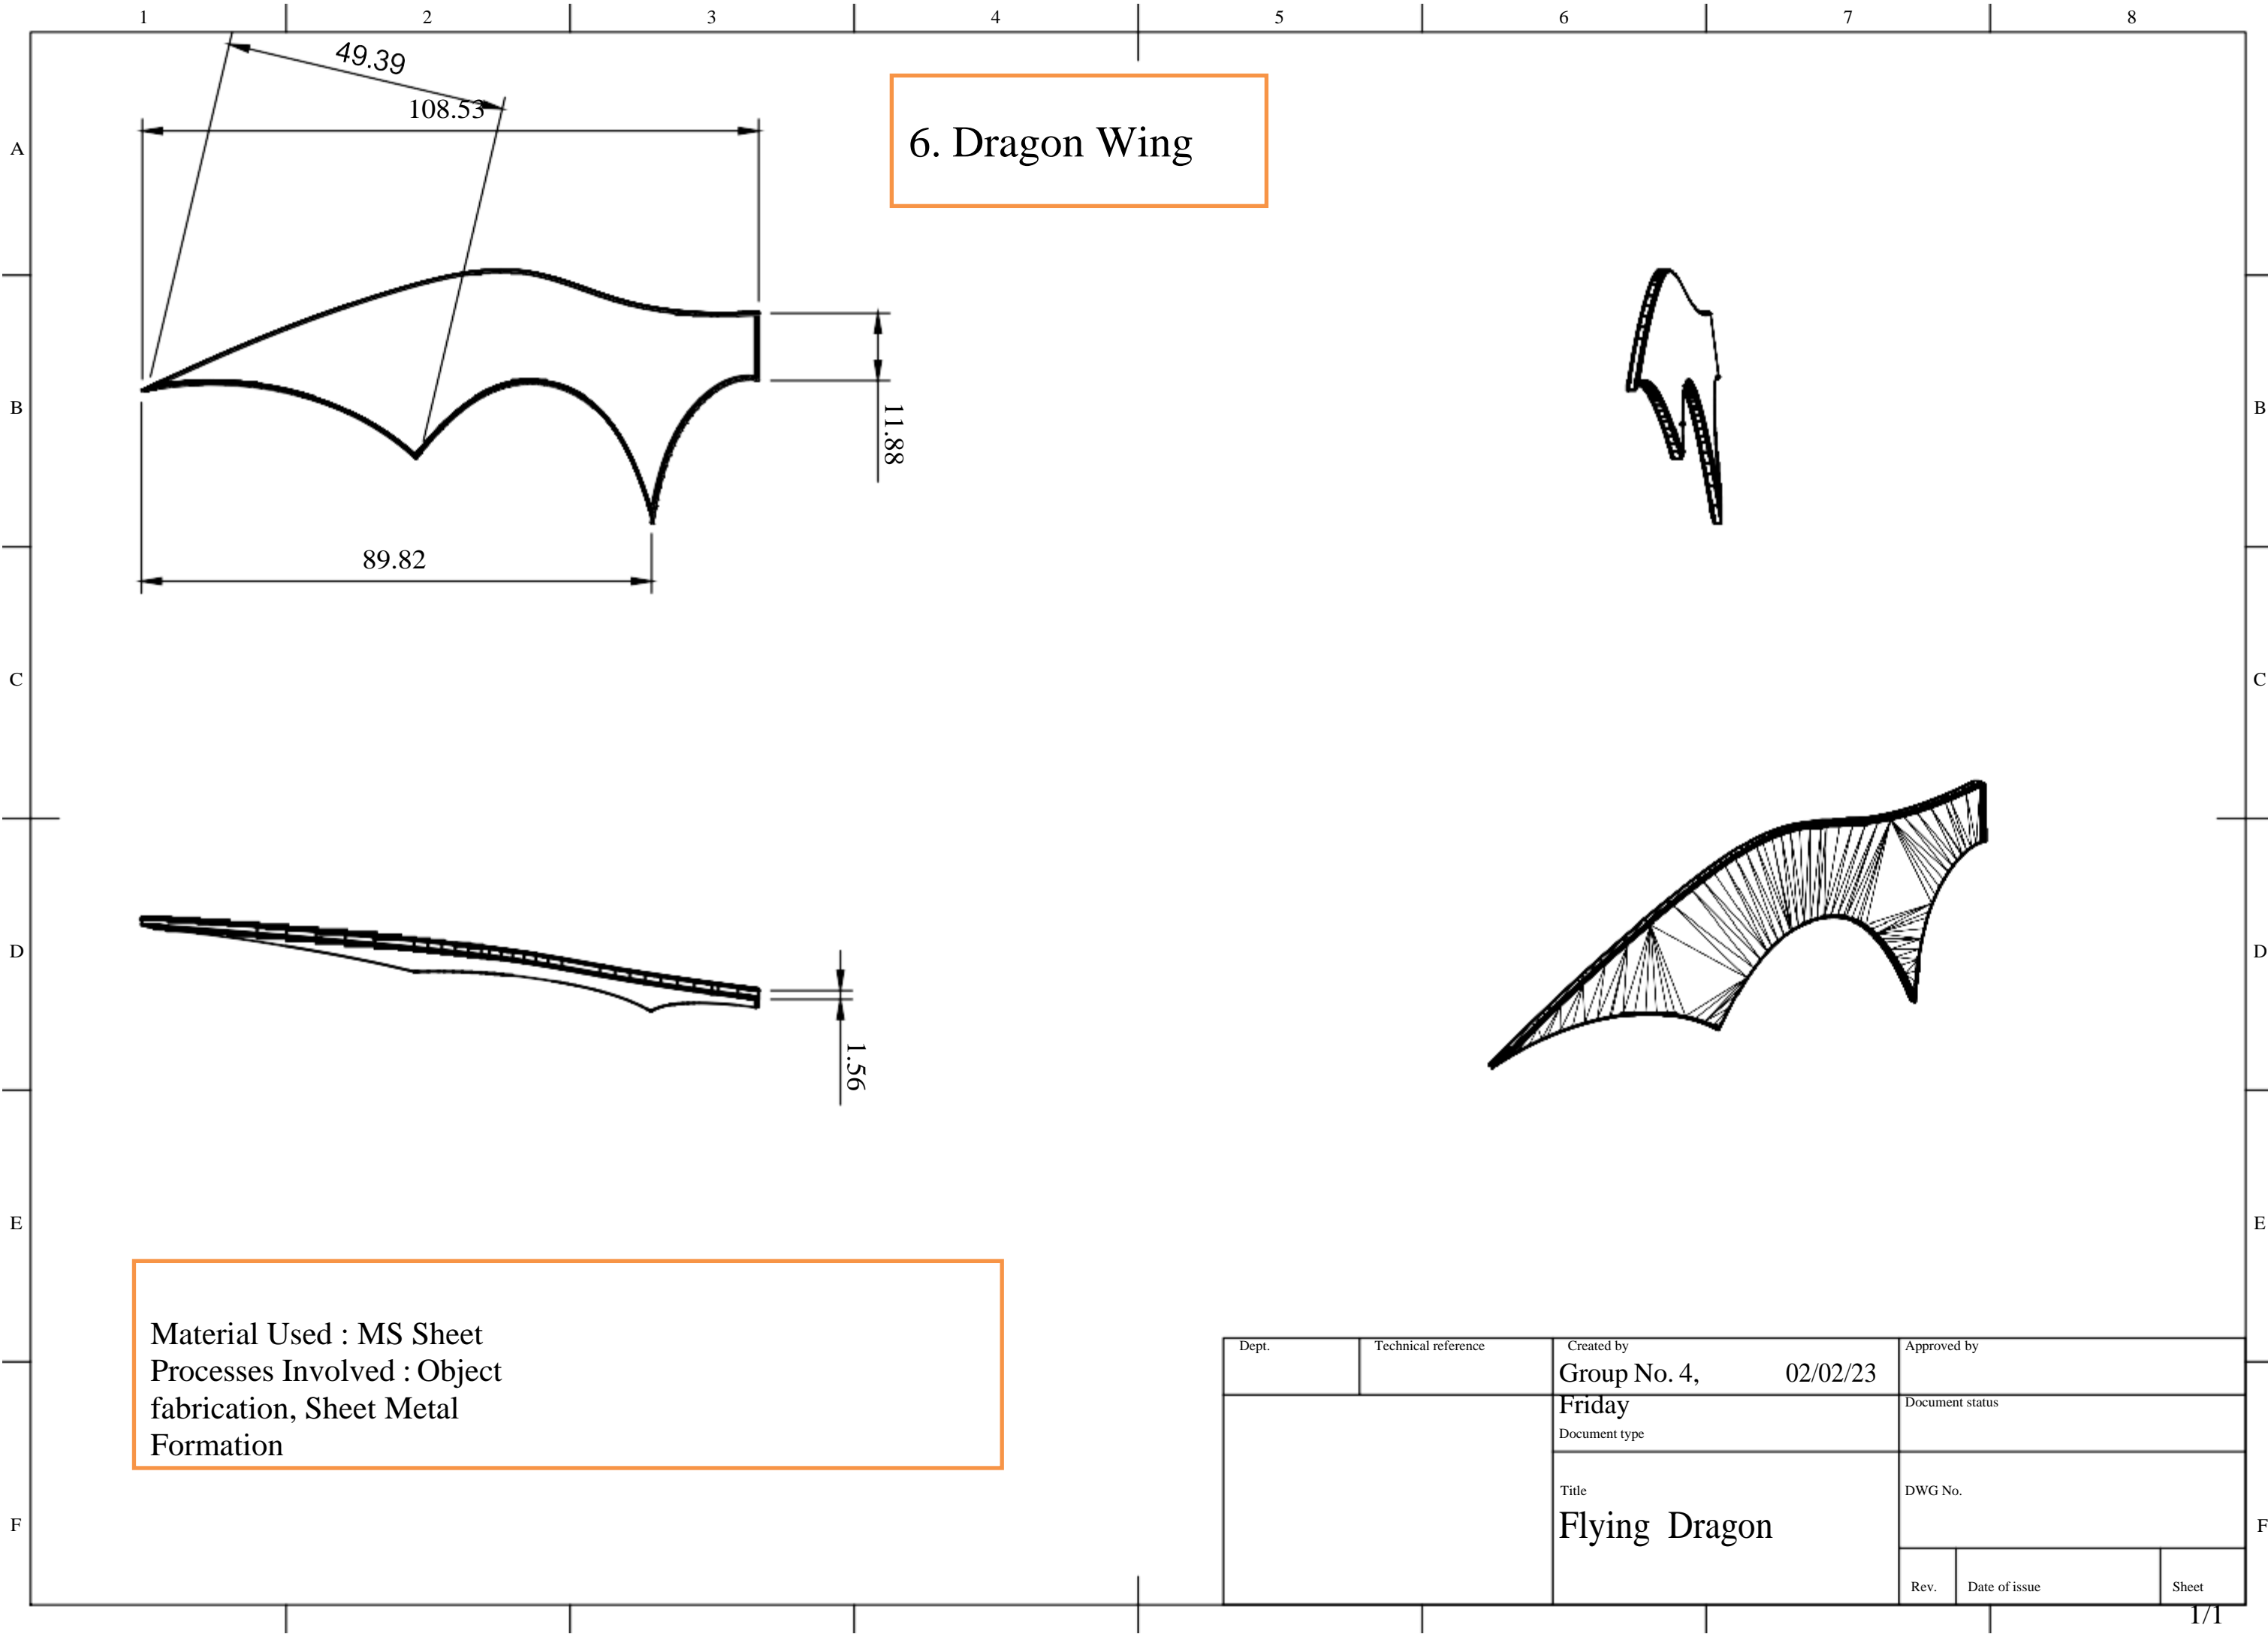 1 2 3 4 5 6 7 8
49.39
108.53
6. Dragon Wing
A
B B
11.88
89.82
C C
D D
1.56
E E
Material Used : MS Sheet
Processes Involved : Object
fabrication, Sheet Metal
Formation
Dept. Technical reference Created by Approved by
Group No. 4, 02/02/23
Friday Document status
Document type
Title DWG No.
Flying Dragon
F F
Rev. Date of issue Sheet
1/1